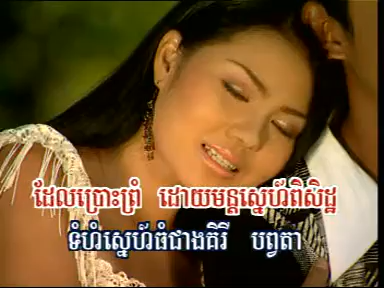 ដែលប្រោះព្រំ ដោយមន្តស្នេហ៍ពិសិដ្ឋ
ទំហំស្នេហ៍ធំជាងគិរី បព្វតា